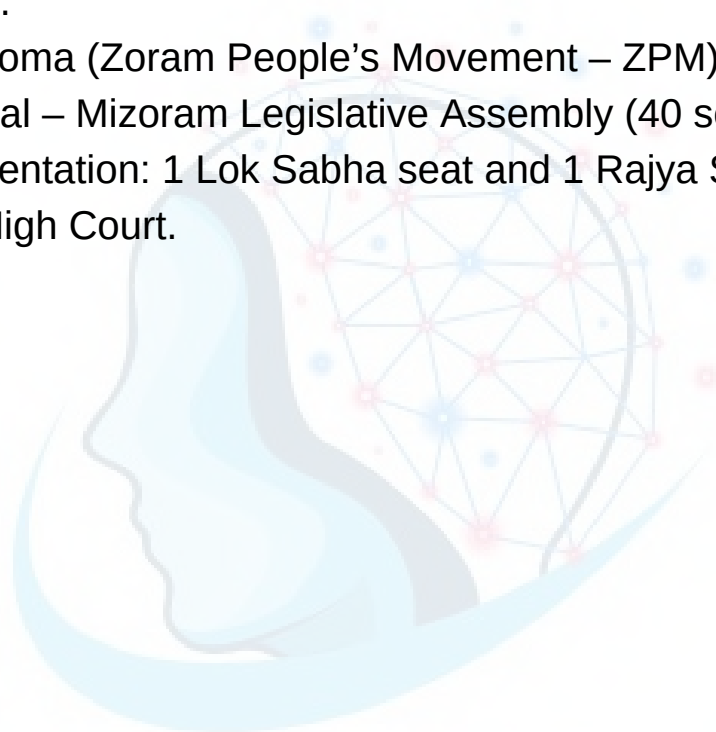 .
oma (Zoram People’s Movement – ZPM)
al – Mizoram Legislative Assembly (40 s
entation: 1 Lok Sabha seat and 1 Rajya S
High Court.